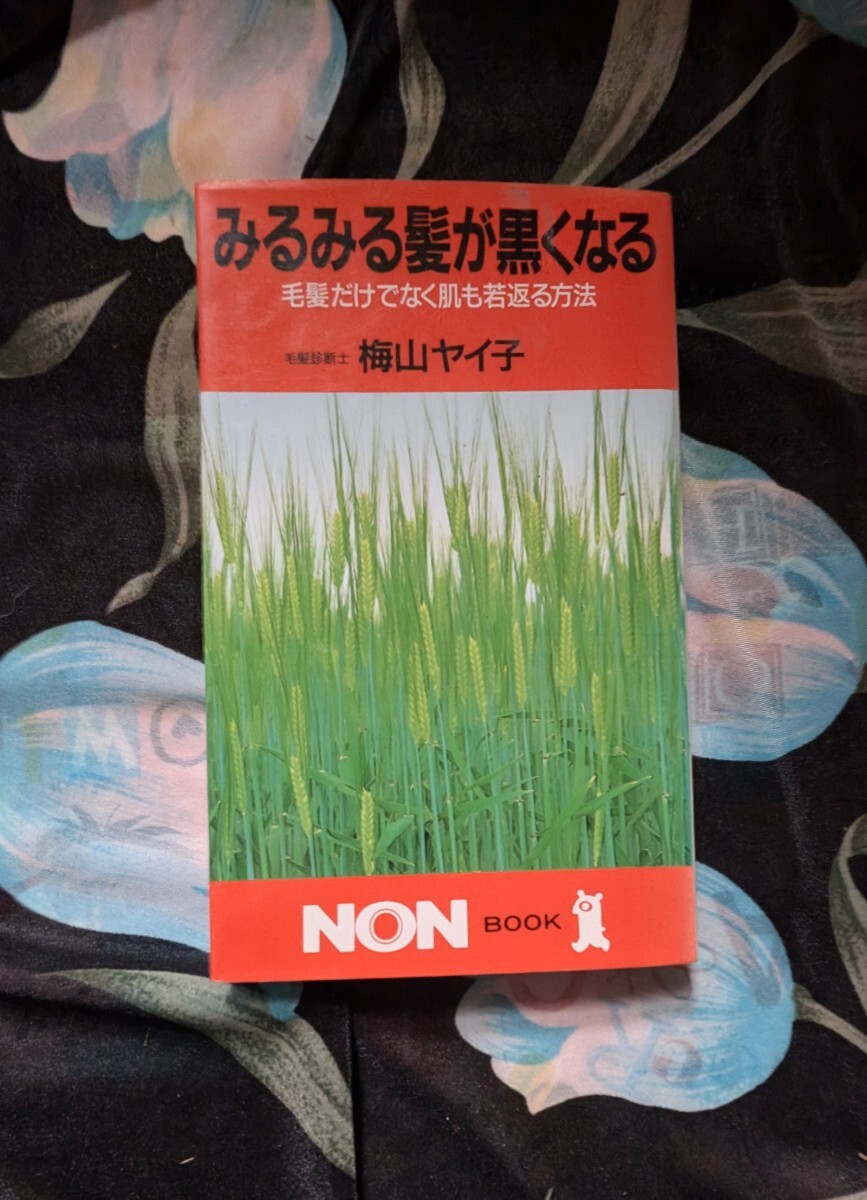 みるみる髪が黒くなる
毛髪だけでなく肌も若返る方法
毛髪診断士 梅山ヤイ子
NON BOOK